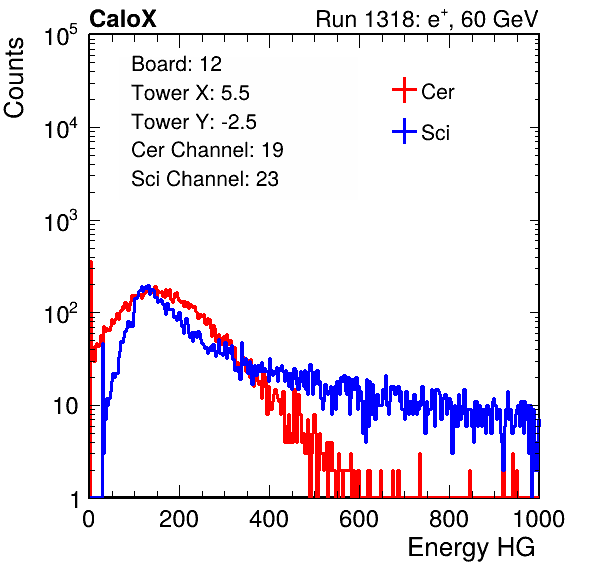 CaloX Run 1318: e⁺, 60 GeV
Counts
Board: 12
Tower X: 5.5
Tower Y: -2.5
Cer Channel: 19
Sci Channel: 23
Cer
Sci
10⁵
10⁴
10³
10²
10
1
0 200 400 600 800 1000
Energy HG